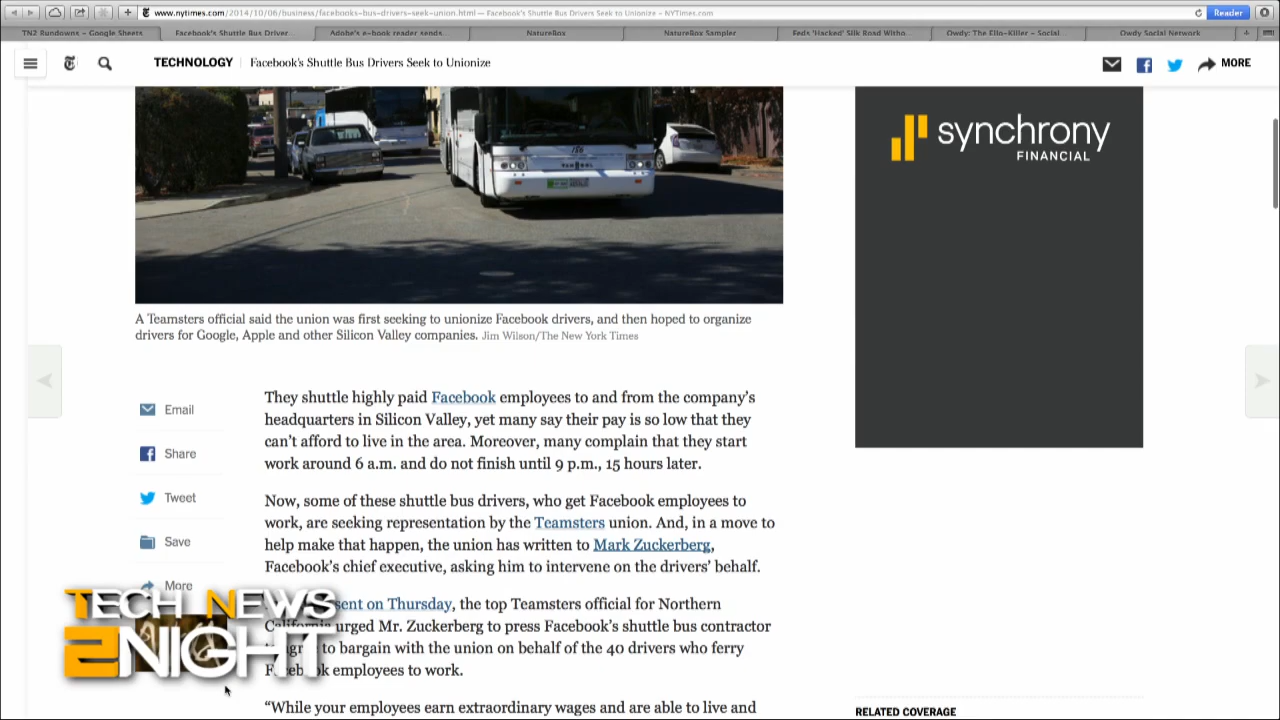 www.nytimes.com/2014/10/06/business/facebooks-bus-drivers-seek-union.html — Facebook's Shuttle Bus Drivers Seek to Unionize – NYTimes.com
Reader
TN2 Rundowns – Google Sheets
Facebook's Shuttle Bus Driver...
Adobe's e-book reader sends...
NatureBox
NatureBox Sampler
Feds 'Hacked' Silk Road Witho...
Owdy: The Ello-Killer – Social...
Owdy Social Network
TECHNOLOGY
Facebook's Shuttle Bus Drivers Seek to Unionize
MORE
synchrony
FINANCIAL
A Teamsters official said the union was first seeking to unionize Facebook drivers, and then hoped to organize
drivers for Google, Apple and other Silicon Valley companies. Jim Wilson/The New York Times
Email
Share
Tweet
Save
More
They shuttle highly paid Facebook employees to and from the company's
headquarters in Silicon Valley, yet many say their pay is so low that they
can't afford to live in the area. Moreover, many complain that they start
work around 6 a.m. and do not finish until 9 p.m., 15 hours later.
Now, some of these shuttle bus drivers, who get Facebook employees to
work, are seeking representation by the Teamsters union. And, in a move to
help make that happen, the union has written to Mark Zuckerberg,
Facebook's chief executive, asking him to intervene on the drivers' behalf.
sent on Thursday, the top Teamsters official for Northern
California urged Mr. Zuckerberg to press Facebook's shuttle bus contractor
to bargain with the union on behalf of the 40 drivers who ferry
Facebook employees to work.
"While your employees earn extraordinary wages and are able to live and
TECH NEWS
2NIGHT
RELATED COVERAGE